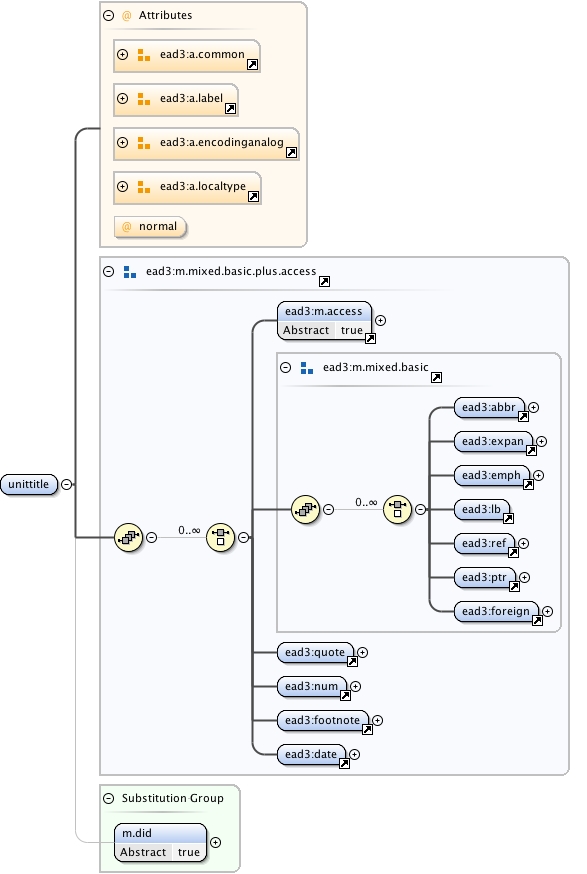 @ Attributes
ead3:a.common
ead3:a.label
ead3:a.encodinganalog
ead3:a.localtype
@ normal
ead3:m.mixed.basic.plus.access
ead3:m.access
Abstract true
ead3:m.mixed.basic
ead3:abbr
ead3:expan
ead3:emph
unittitle
0..∞
0..∞
ead3:lb
ead3:ref
ead3:ptr
ead3:foreign
ead3:quote
ead3:num
ead3:footnote
ead3:date
Substitution Group
m.did
Abstract true